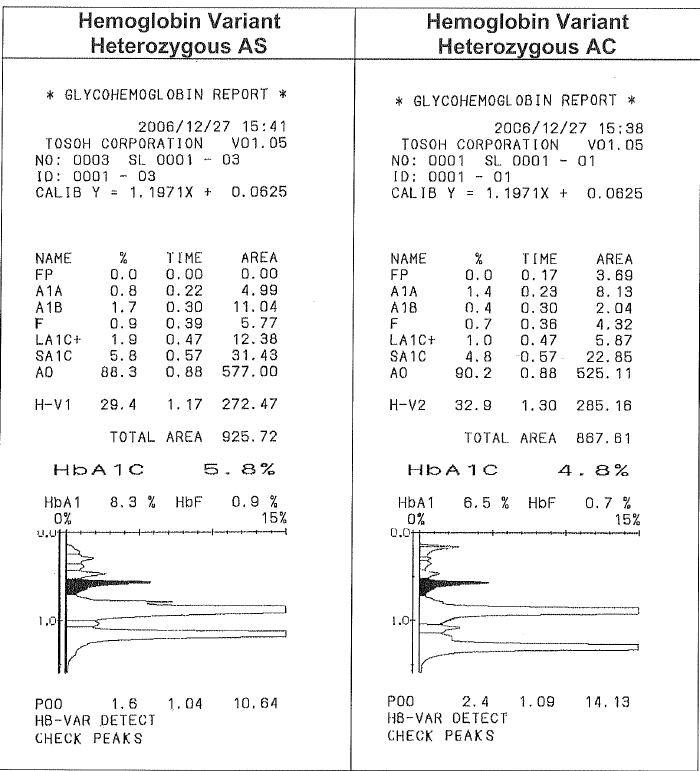 Hemoglobin Variant
Heterozygous AS
* GLYCOHEMOGLOBIN REPORT *
2006/12/27 15:41
TOSOH CORPORATION V01.05
NO: 0003 SL 0001 - 03
ID: 0001 - 03
CALIB Y = 1.1971X + 0.0625
NAME % TIME AREA
FP 0.0 0.00 0.00
A1A 0.8 0.22 4.99
A1B 1.7 0.30 11.04
F 0.9 0.39 5.77
LA1C+ 1.9 0.47 12.38
SA1C 5.8 0.57 31.43
A0 88.3 0.88 577.00
H-V1 29.4 1.17 272.47
TOTAL AREA 925.72
HbA1C 5.8%
HbA1 8.3 % HbF 0.9 %
0% 15%
0.0
1.0
P00 1.6 1.04 10.64
HB-VAR DETECT
CHECK PEAKS
Hemoglobin Variant
Heterozygous AC
* GLYCOHEMOGLOBIN REPORT *
2006/12/27 15:38
TOSOH CORPORATION V01.05
NO: 0001 SL 0001 - 01
ID: 0001 - 01
CALIB Y = 1.1971X + 0.0625
NAME % TIME AREA
FP 0.0 0.17 3.69
A1A 1.4 0.23 8.13
A1B 0.4 0.30 2.04
F 0.7 0.36 4.32
LA1C+ 1.0 0.47 5.87
SA1C 4.8 0.57 22.85
A0 90.2 0.88 525.11
H-V2 32.9 1.30 285.16
TOTAL AREA 867.61
HbA1C 4.8%
HbA1 6.5 % HbF 0.7 %
0% 15%
0.0
1.0
P00 2.4 1.09 14.13
HB-VAR DETECT
CHECK PEAKS